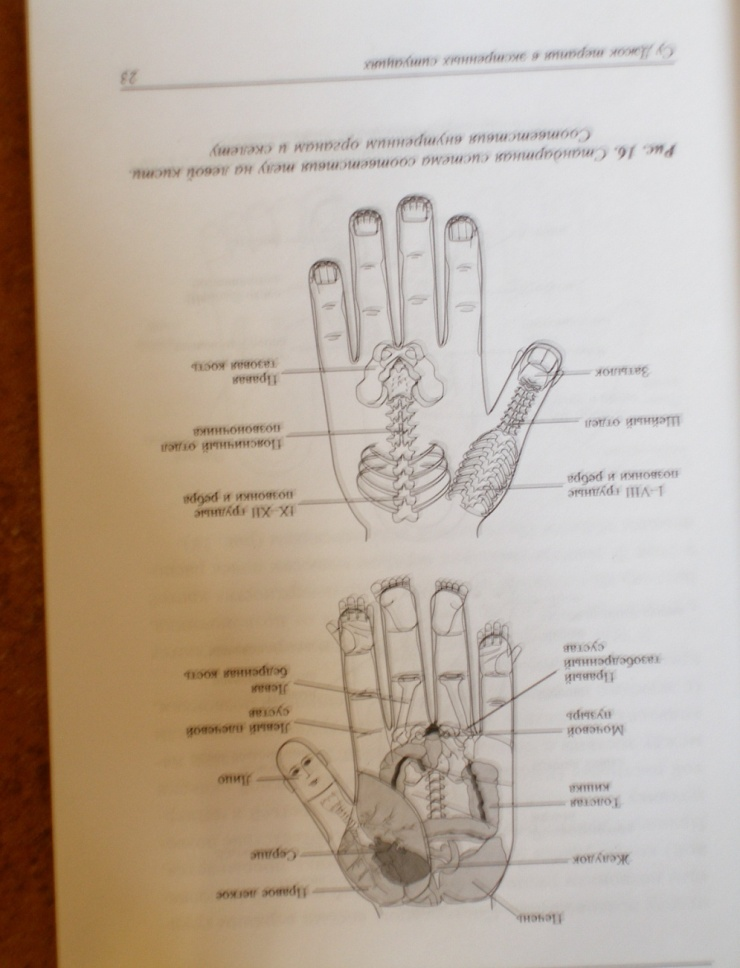 Печень
Правое легкое
Желудок
Сердце
Толстая
кишка
Лицо
Мочевой
пузырь
Левый плечевой
сустав
Правый
тазобедренный
сустав
Левая
бедренная кость
I–VIII грудные
позвонки и ребра
IX–XII грудные
позвонки и ребра
Шейный отдел
Поясничный отдел
позвоночника
Затылок
Правая
тазовая кость
Рис. 16. Стандартная система соответствия телу на левой кисти.
Соответствия внутренним органам и скелету
Су Джок терапия в экстренных ситуациях
23